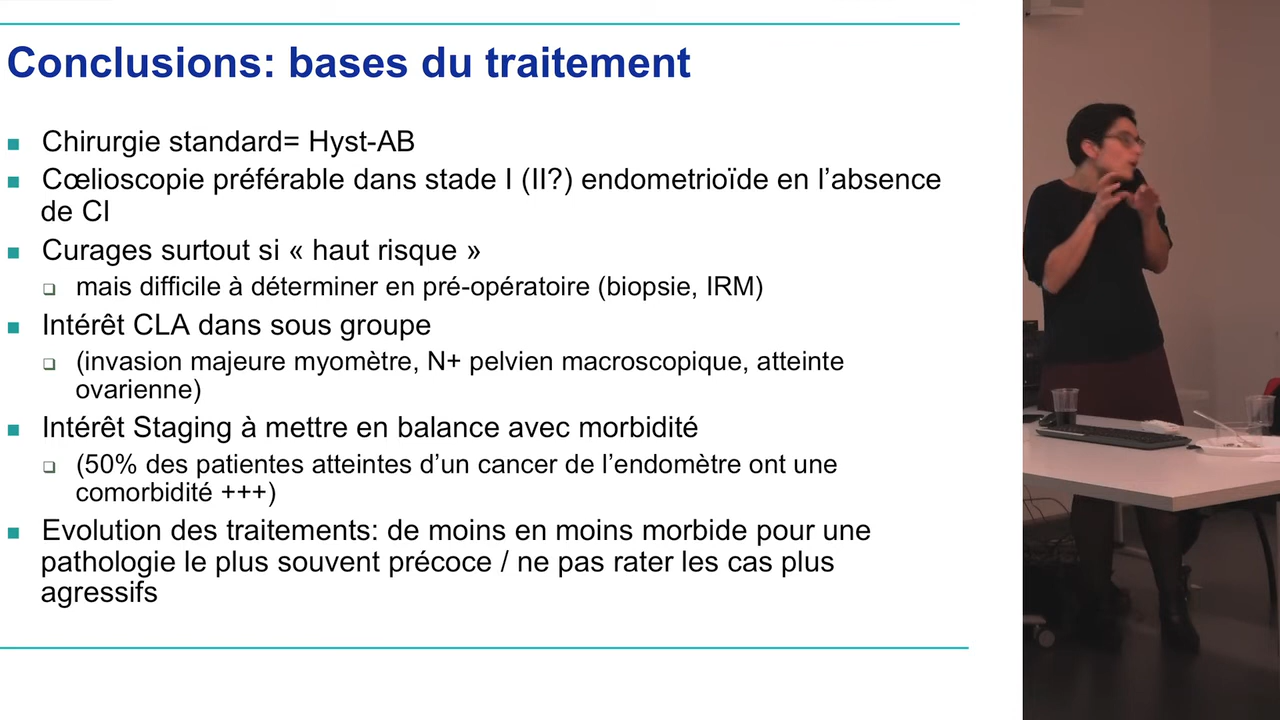 Conclusions: bases du traitement
Chirurgie standard= Hyst-AB
Cœlioscopie préférable dans stade I (II?) endometrioïde en l’absence
de CI
Curages surtout si « haut risque »
mais difficile à déterminer en pré-opératoire (biopsie, IRM)
Intérêt CLA dans sous groupe
(invasion majeure myomètre, N+ pelvien macroscopique, atteinte
ovarienne)
Intérêt Staging à mettre en balance avec morbidité
(50% des patientes atteintes d’un cancer de l’endomètre ont une
comorbidité +++)
Evolution des traitements: de moins en moins morbide pour une
pathologie le plus souvent précoce / ne pas rater les cas plus
agressifs